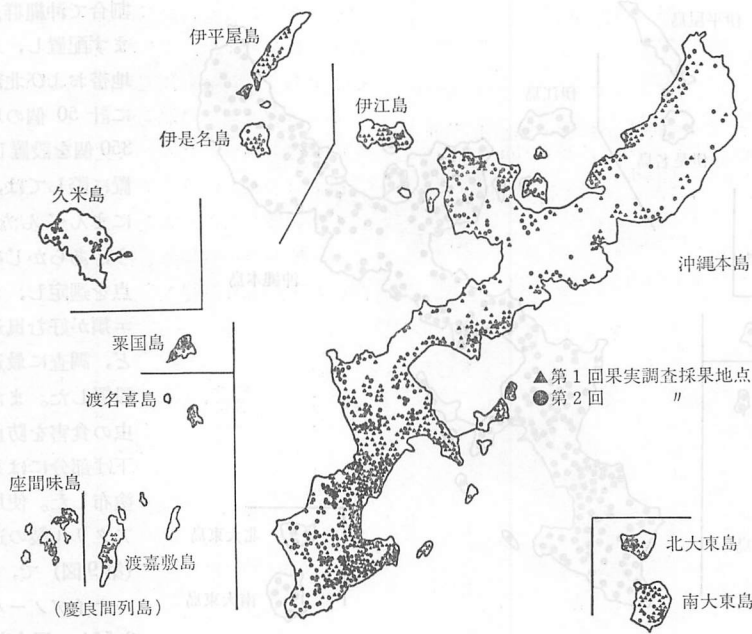 伊平屋島
伊是名島
伊江島
久米島
沖縄本島
粟国島
渡名喜島
▲第1回果実調査採果地点
●第2回 〃
座間味島
渡嘉敷島
(慶良間列島)
北大東島
南大東島